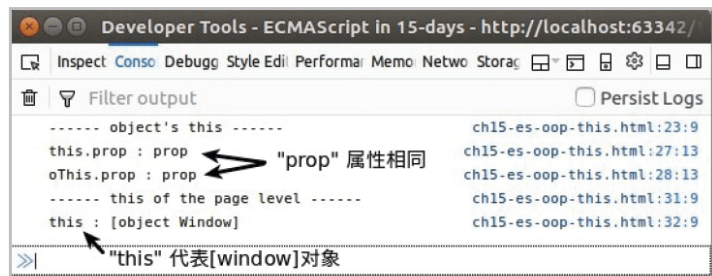 Developer Tools - ECMAScript in 15-days - http://localhost:63342/
Inspect Conso Debugg Style Edi Performa Memo Netwo Storag
Filter output Persist Logs
------ object's this ------ ch15-es-oop-this.html:23:9
this.prop : prop ch15-es-oop-this.html:27:13
"prop" 属性相同
oThis.prop : prop ch15-es-oop-this.html:28:13
------ this of the page level ------ ch15-es-oop-this.html:31:9
this : [object Window] ch15-es-oop-this.html:32:9
"this" 代表[window]对象